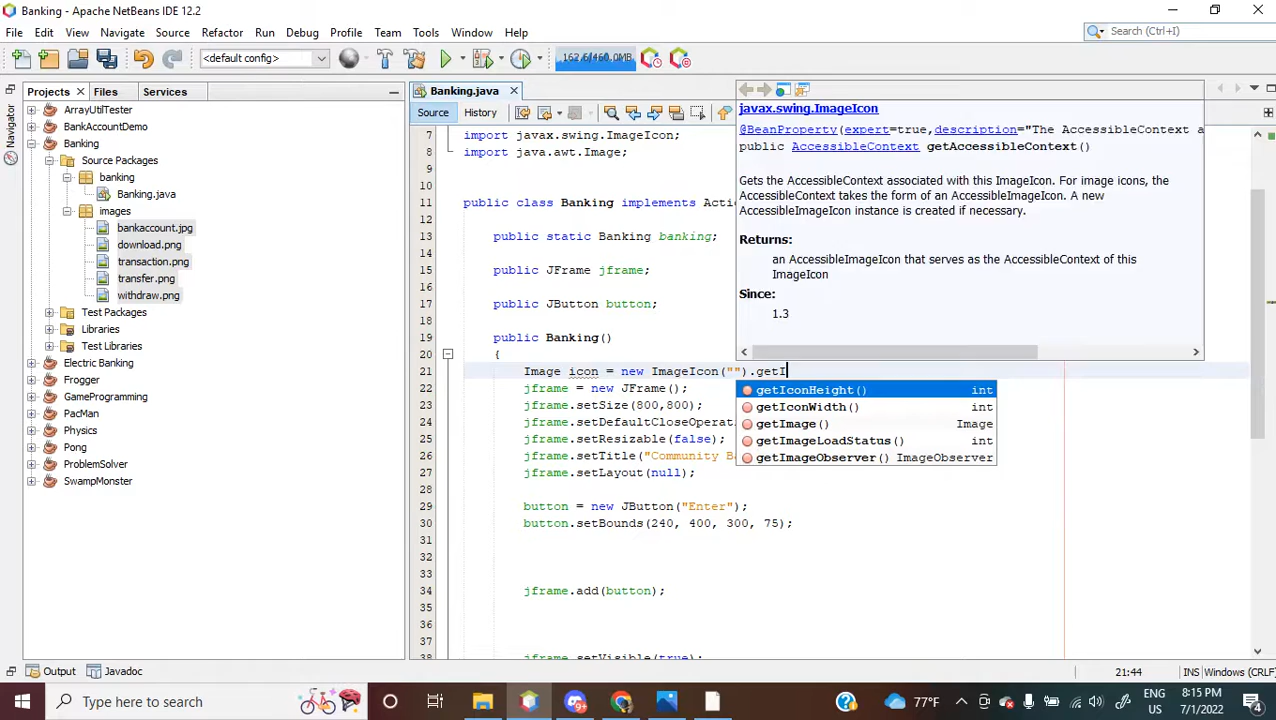 Banking - Apache NetBeans IDE 12.2
File Edit View Navigate Source Refactor Run Debug Profile Team Tools Window Help
Search (Ctrl+I)
<default config>
162.6/460.0MB
Projects Files Services
Banking.java
Navigator
Source History
ArrayUtilTester
BankAccountDemo
Banking
Source Packages
banking
Banking.java
images
bankaccount.jpg
download.png
transaction.png
transfer.png
withdraw.png
Test Packages
Libraries
Test Libraries
Electric Banking
Frogger
GameProgramming
PacMan
Physics
Pong
ProblemSolver
SwampMonster
7 import javax.swing.ImageIcon;
8 import java.awt.Image;
9
10
11 public class Banking implements Acti
12
13 public static Banking banking;
14
15 public JFrame jframe;
16
17 public JButton button;
18
19 public Banking()
20 {
21 Image icon = new ImageIcon("").getI
22 jframe = new JFrame();
23 jframe.setSize(800,800);
24 jframe.setDefaultCloseOperat
25 jframe.setResizable(false);
26 jframe.setTitle("Community B
27 jframe.setLayout(null);
28
29 button = new JButton("Enter");
30 button.setBounds(240, 400, 300, 75);
31
32
33
34 jframe.add(button);
35
36
37
38 jframe.setVisible(true);
javax.swing.ImageIcon
@BeanProperty(expert=true,description="The AccessibleContext a
public AccessibleContext getAccessibleContext()
Gets the AccessibleContext associated with this ImageIcon. For image icons, the
AccessibleContext takes the form of an AccessibleImageIcon. A new
AccessibleImageIcon instance is created if necessary.
Returns:
an AccessibleImageIcon that serves as the AccessibleContext of this
ImageIcon
Since:
1.3
getIconHeight() int
getIconWidth() int
getImage() Image
getImageLoadStatus() int
getImageObserver() ImageObserver
Output Javadoc
21:44 INS Windows (CRLF)
Type here to search
9+
77°F
ENG
US
8:15 PM
7/1/2022